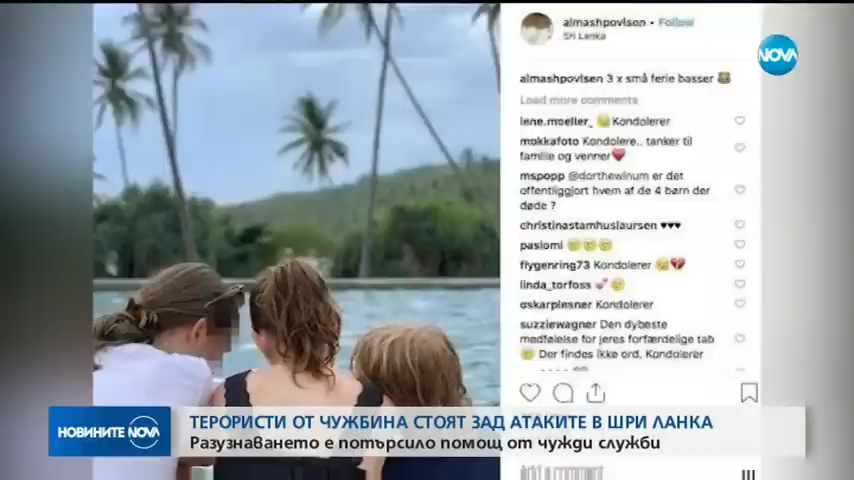 almashpovlsen • Follow
Sri Lanka
NOVA
almashpovlsen 3 x små ferie basser
Load more comments
lene.moeller_ Kondolerer
mokkafoto Kondolere.. tanker til
familie og venner
mspopp @dorthewinum er det
offentliggjort hvem af de 4 børn der
døde ?
christinastamhuslaursen ♥♥♥
paslomi
flygenring73 Kondolerer
linda_torfoss
oskarplesner Kondolerer
suzziewagner Den dybeste
medfølelse for jeres forfærdelige tab
Der findes ikke ord. Kondolerer
НОВИНИТЕ NOVA
ТЕРОРИСТИ ОТ ЧУЖБИНА СТОЯТ ЗАД АТАКИТЕ В ШРИ ЛАНКА
Разузнаването е потърсило помощ от чужди служби